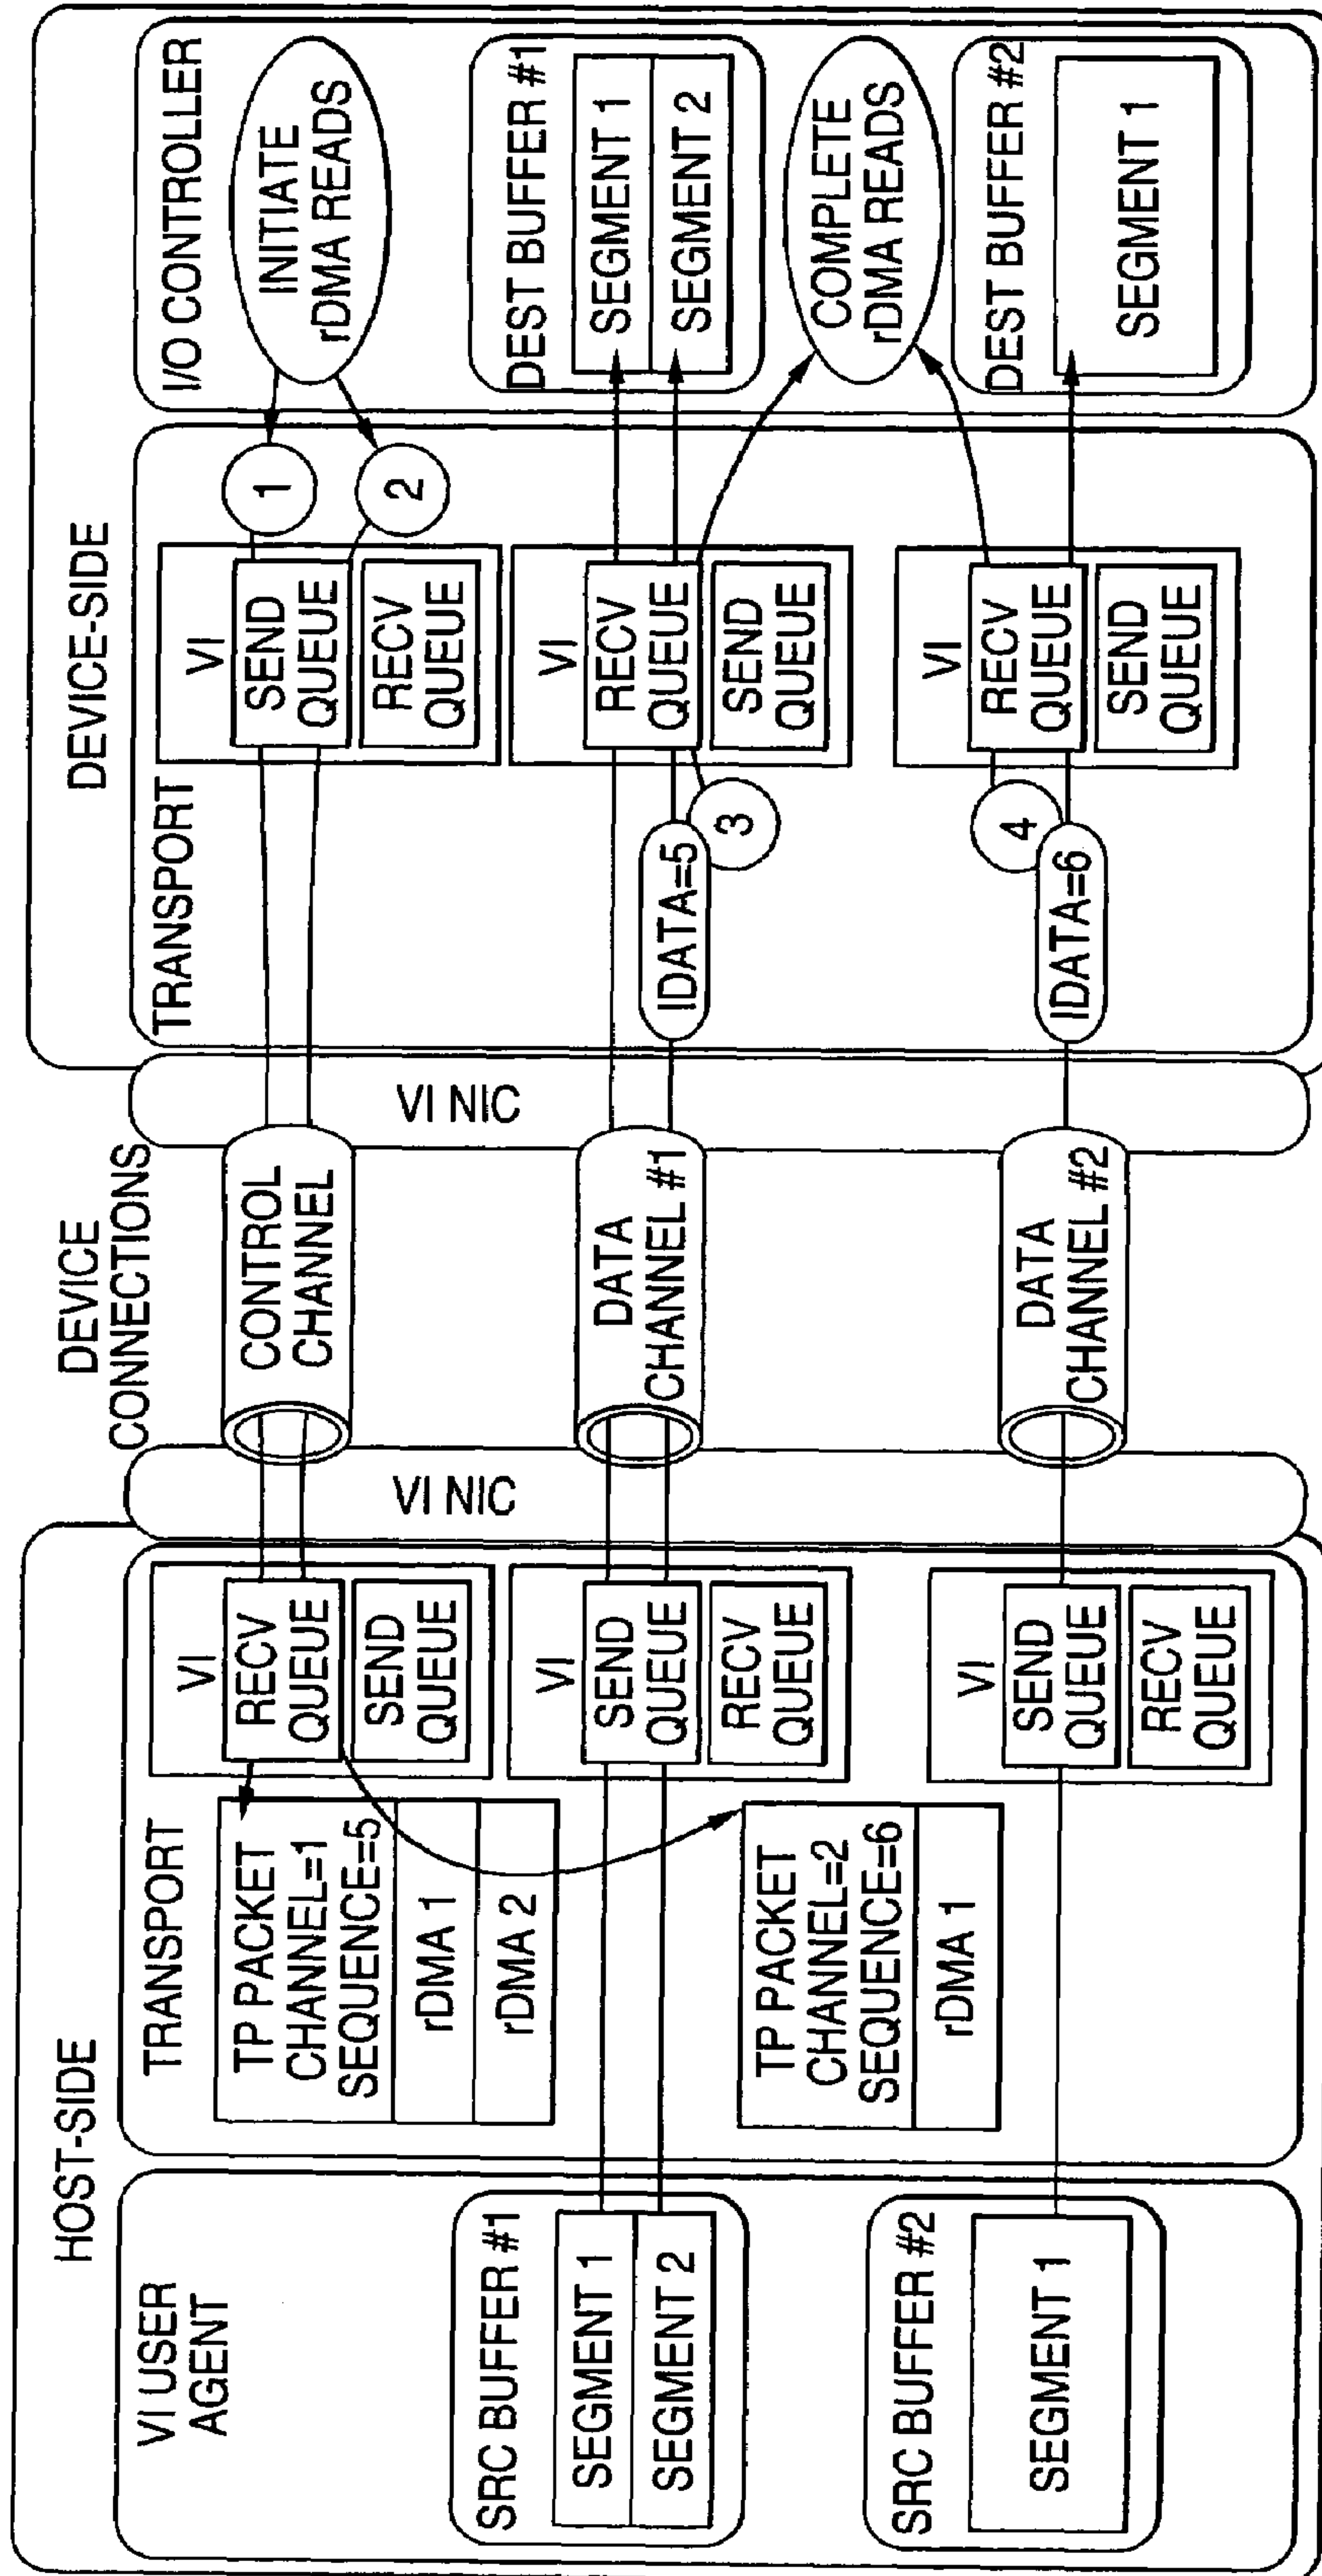 HOST-SIDE
VI USER
AGENT
SRC BUFFER #1
SEGMENT 1
SEGMENT 2
SRC BUFFER #2
SEGMENT 1
TRANSPORT
TP PACKET
CHANNEL=1
SEQUENCE=5
rDMA 1
rDMA 2
TP PACKET
CHANNEL=2
SEQUENCE=6
rDMA 1
VI
RECV
QUEUE
SEND
QUEUE
VI
SEND
QUEUE
RECV
QUEUE
VI
SEND
QUEUE
RECV
QUEUE
VI NIC
DEVICE
CONNECTIONS
CONTROL
CHANNEL
DATA
CHANNEL #1
DATA
CHANNEL #2
VI NIC
DEVICE-SIDE
TRANSPORT
IDATA=5
3
IDATA=6
4
VI
SEND
QUEUE
RECV
QUEUE
VI
RECV
QUEUE
SEND
QUEUE
VI
RECV
QUEUE
SEND
QUEUE
1
2
I/O CONTROLLER
INITIATE
rDMA READS
DEST BUFFER #1
SEGMENT 1
SEGMENT 2
COMPLETE
rDMA READS
DEST BUFFER #2
SEGMENT 1